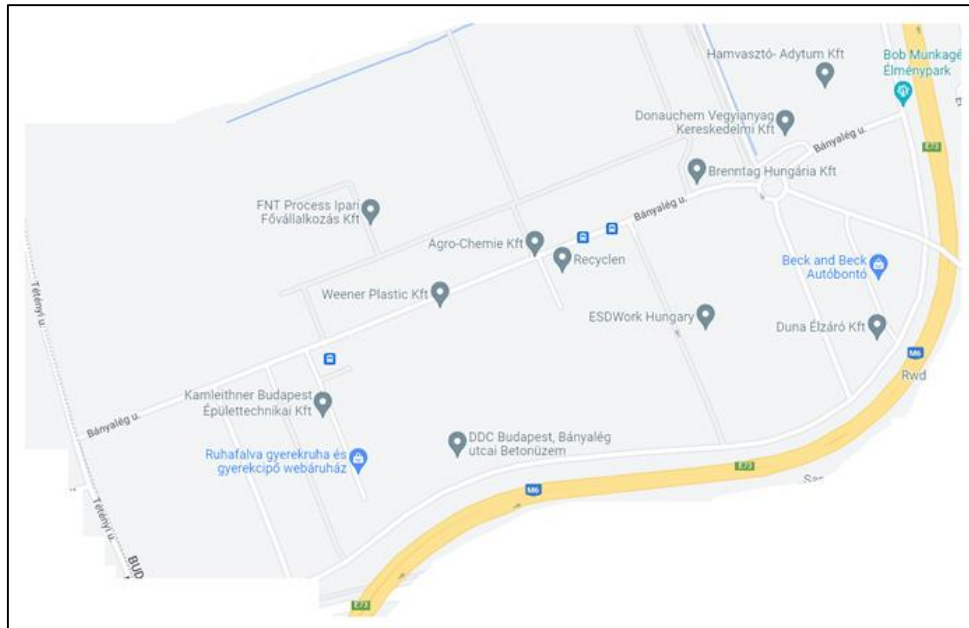 Hamvasztó- Adytum Kft
Bob Munkagé
Élménypark
Donauchem Vegyianyag
Kereskedelmi Kft
Bányalég u.
E73
Brenntag Hungária Kft
FNT Process Ipari
Fővállalkozás Kft
Bányalég u.
Agro-Chemie Kft
Recyclen
Beck and Beck
Autóbontó
Tétényi u.
Weener Plastic Kft
ESDWork Hungary
Duna Élzáró Kft
M6
Rwd
Kamleithner Budapest
Épülettechnikai Kft
Bányalég u.
DDC Budapest, Bányalég
utcai Betonüzem
Ruhafalva gyerekruha és
gyerekcipő webáruház
E73
M6
Tétényi u.
BUD
E73